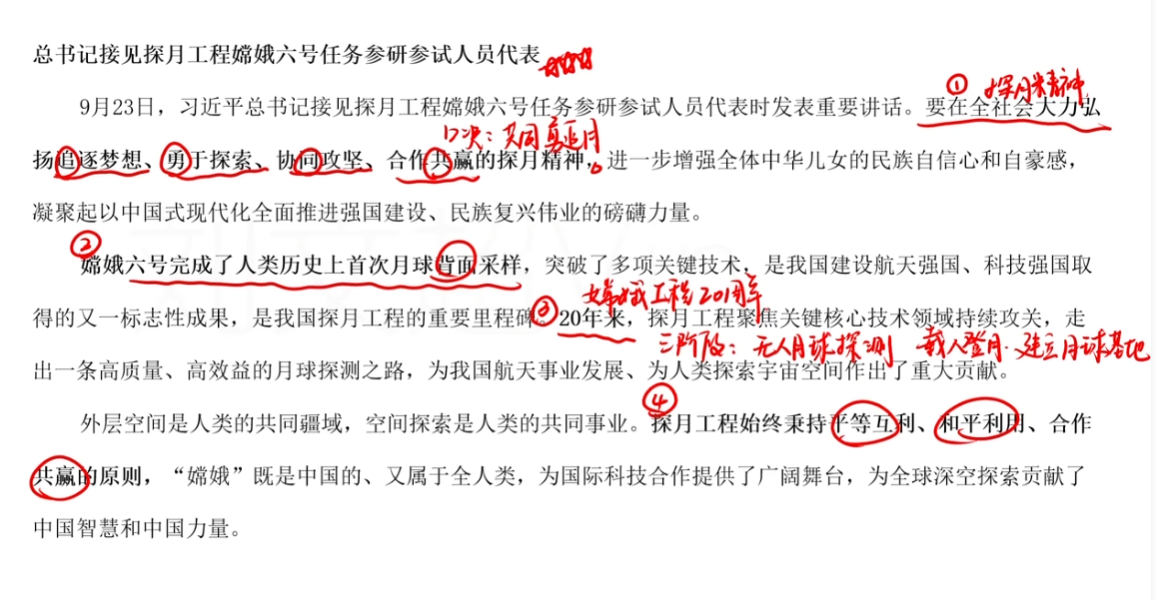 总书记接见探月工程嫦娥六号任务参研参试人员代表
① 探月精神
9月23日，习近平总书记接见探月工程嫦娥六号任务参研参试人员代表时发表重要讲话。要在全社会大力弘
口决：共同勇追月
扬追逐梦想、勇于探索、协同攻坚、合作共赢的探月精神，进一步增强全体中华儿女的民族自信心和自豪感，
凝聚起以中国式现代化全面推进强国建设、民族复兴伟业的磅礴力量。
②
嫦娥六号完成了人类历史上首次月球背面采样，突破了多项关键技术，是我国建设航天强国、科技强国取
嫦娥工程20周年
得的又一标志性成果，是我国探月工程的重要里程碑。③20年来，探月工程聚焦关键核心技术领域持续攻关，走
三阶段：无人月球探测 载人登月·建立月球基地
出一条高质量、高效益的月球探测之路，为我国航天事业发展、为人类探索宇宙空间作出了重大贡献。
④
外层空间是人类的共同疆域，空间探索是人类的共同事业。探月工程始终秉持平等互利、和平利用、合作
共赢的原则，“嫦娥”既是中国的、又属于全人类，为国际科技合作提供了广阔舞台，为全球深空探索贡献了
中国智慧和中国力量。